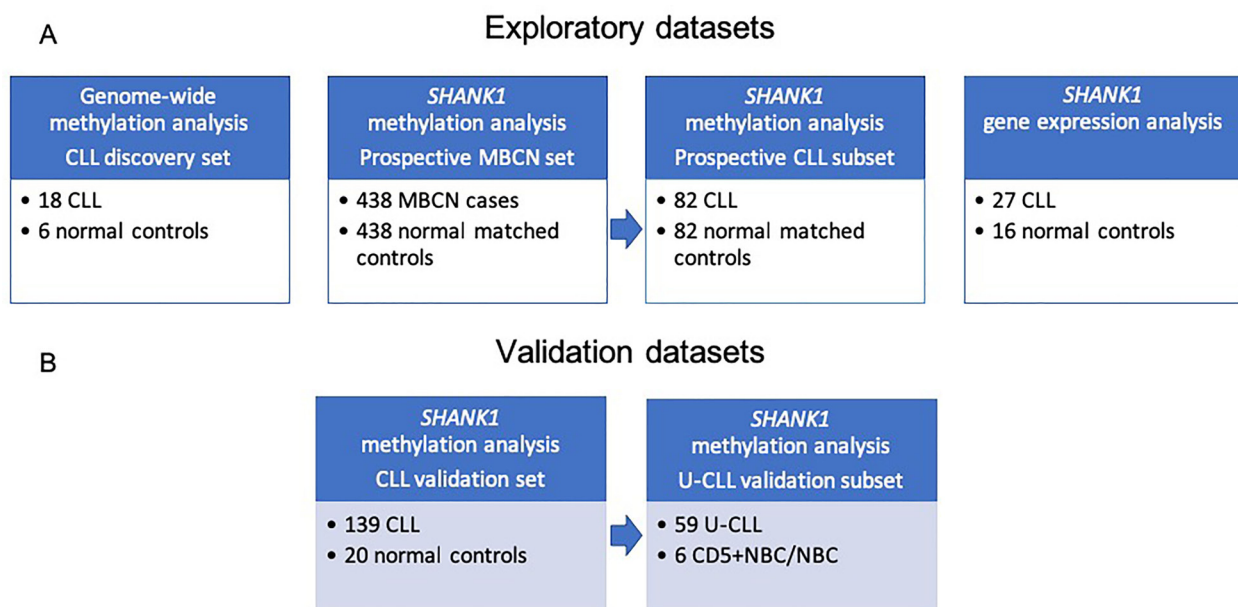 A
Exploratory datasets
Genome-wide
methylation analysis
CLL discovery set
• 18 CLL
• 6 normal controls
SHANK1
methylation analysis
Prospective MBCN set
• 438 MBCN cases
• 438 normal matched
controls
SHANK1
methylation analysis
Prospective CLL subset
• 82 CLL
• 82 normal matched
controls
SHANK1
gene expression analysis
• 27 CLL
• 16 normal controls
B
Validation datasets
SHANK1
methylation analysis
CLL validation set
• 139 CLL
• 20 normal controls
SHANK1
methylation analysis
U-CLL validation subset
• 59 U-CLL
• 6 CD5+NBC/NBC